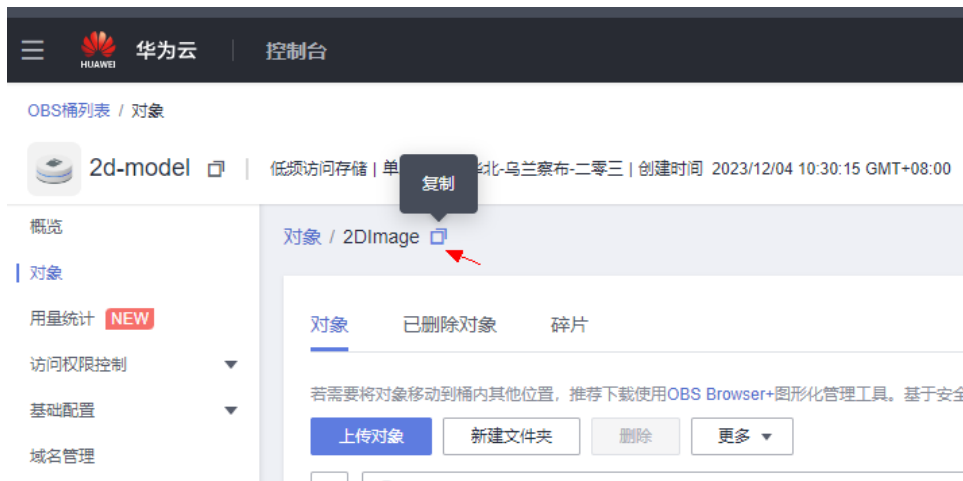 HUAWEI 华为云 控制台
OBS桶列表 / 对象
2d-model 低频访问存储 | 单 华北-乌兰察布-二零三 | 创建时间 2023/12/04 10:30:15 GMT+08:00
复制
概览
对象 / 2DImage
对象
用量统计 NEW
访问权限控制
基础配置
域名管理
对象 已删除对象 碎片
若需要将对象移动到桶内其他位置，推荐下载使用OBS Browser+图形化管理工具。基于安全
上传对象 新建文件夹 删除 更多